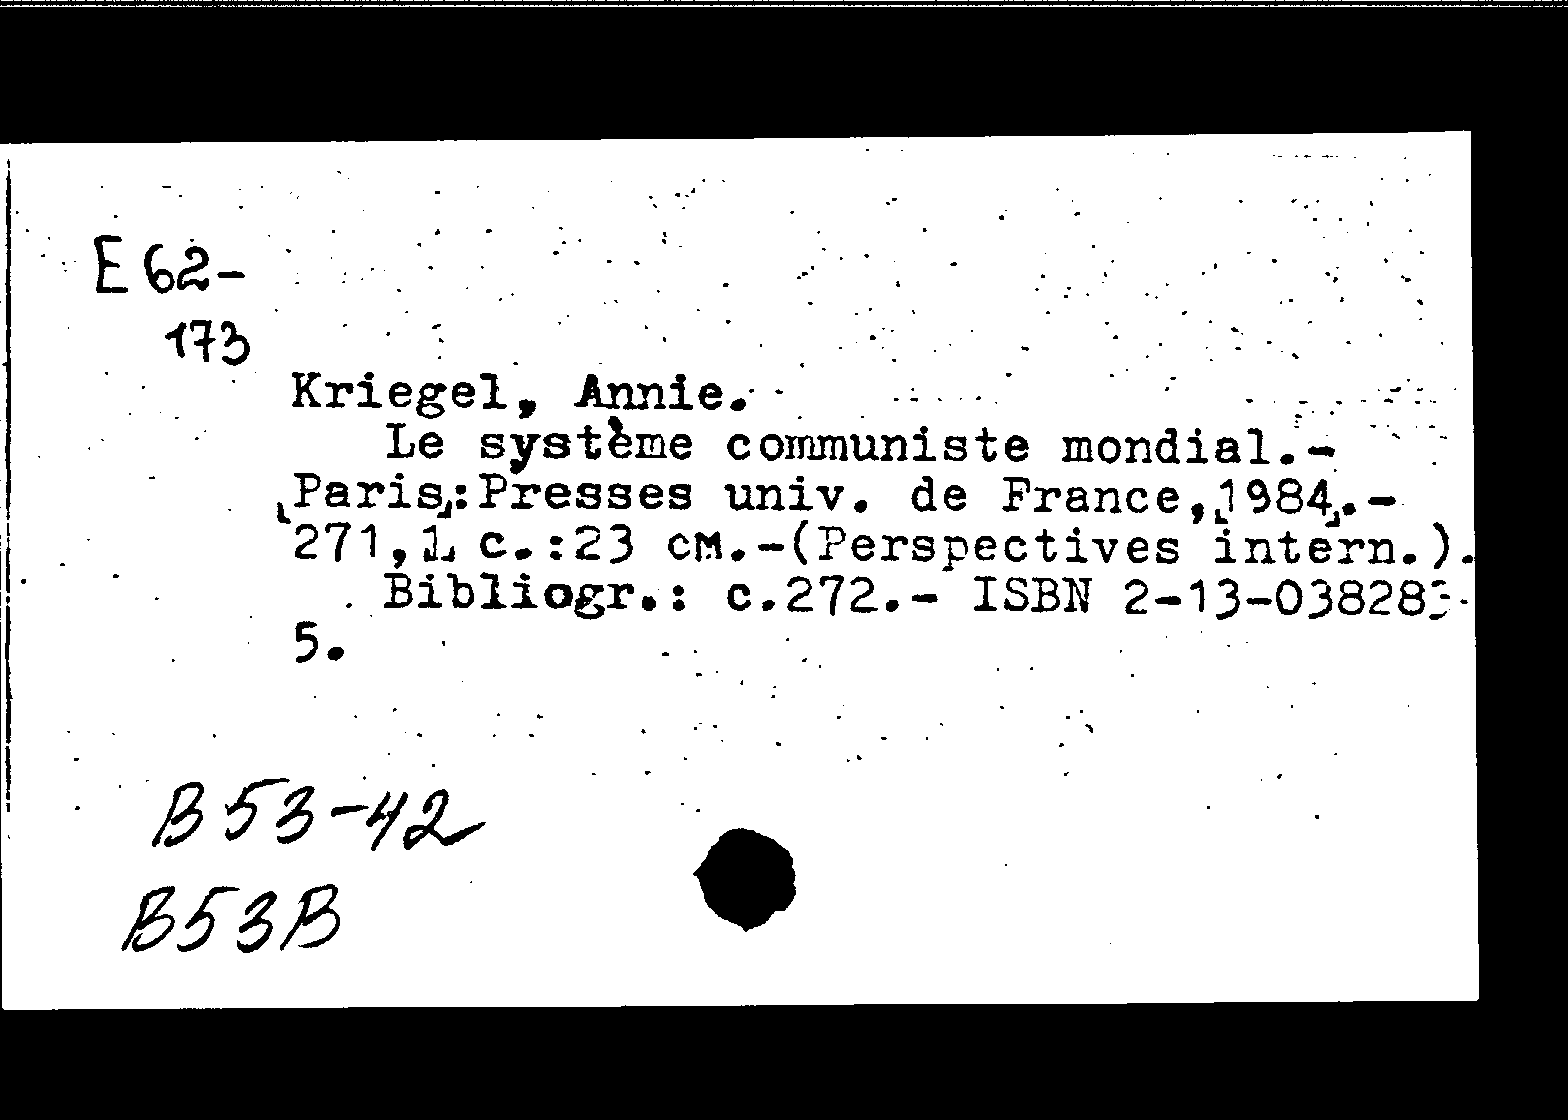 E 62-
173
Kriegel, Annie.
Le système communiste mondial.-
[Paris]:Presses univ. de France,[1984].-
271,1 с.:23 см.-(Perspectives intern.).
Bibliogr.: с.272.- ISBN 2-13-038283-
5.
B53-42
B53B